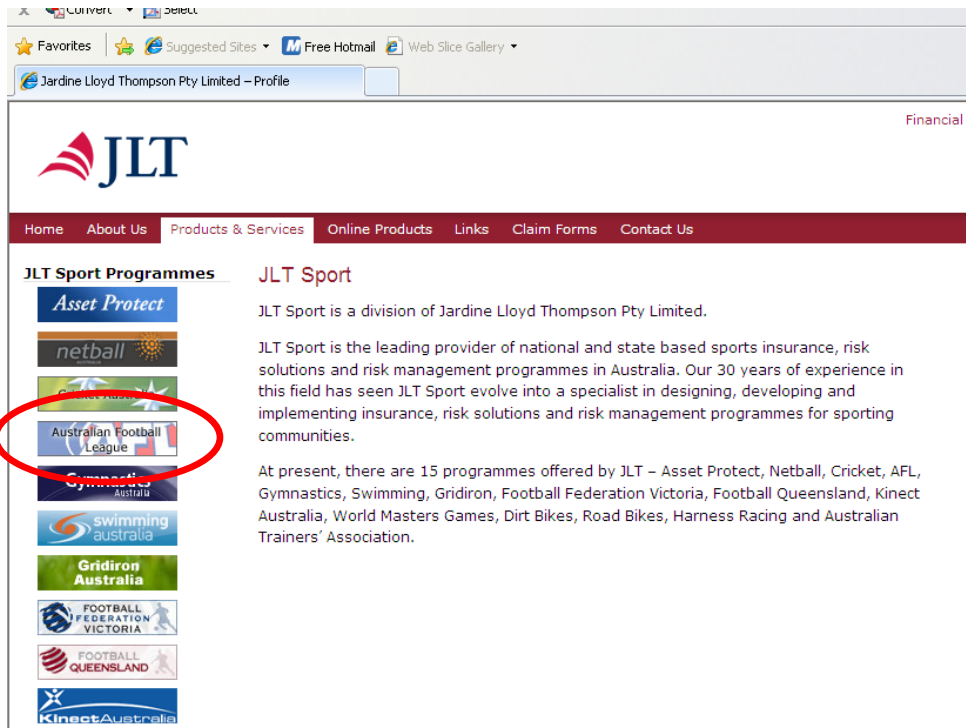 Convert Select
Favorites Suggested Sites Free Hotmail Web Slice Gallery
Jardine Lloyd Thompson Pty Limited – Profile
Financial
JLT
Home About Us Products & Services Online Products Links Claim Forms Contact Us
JLT Sport Programmes
Asset Protect
netball
Cricket Australia
Australian Football
League
Gymnastics
Australia
swimming
australia
Gridiron
Australia
FOOTBALL
FEDERATION
VICTORIA
FOOTBALL
QUEENSLAND
KinectAustralia
JLT Sport
JLT Sport is a division of Jardine Lloyd Thompson Pty Limited.
JLT Sport is the leading provider of national and state based sports insurance, risk
solutions and risk management programmes in Australia. Our 30 years of experience in
this field has seen JLT Sport evolve into a specialist in designing, developing and
implementing insurance, risk solutions and risk management programmes for sporting
communities.
At present, there are 15 programmes offered by JLT – Asset Protect, Netball, Cricket, AFL,
Gymnastics, Swimming, Gridiron, Football Federation Victoria, Football Queensland, Kinect
Australia, World Masters Games, Dirt Bikes, Road Bikes, Harness Racing and Australian
Trainers’ Association.